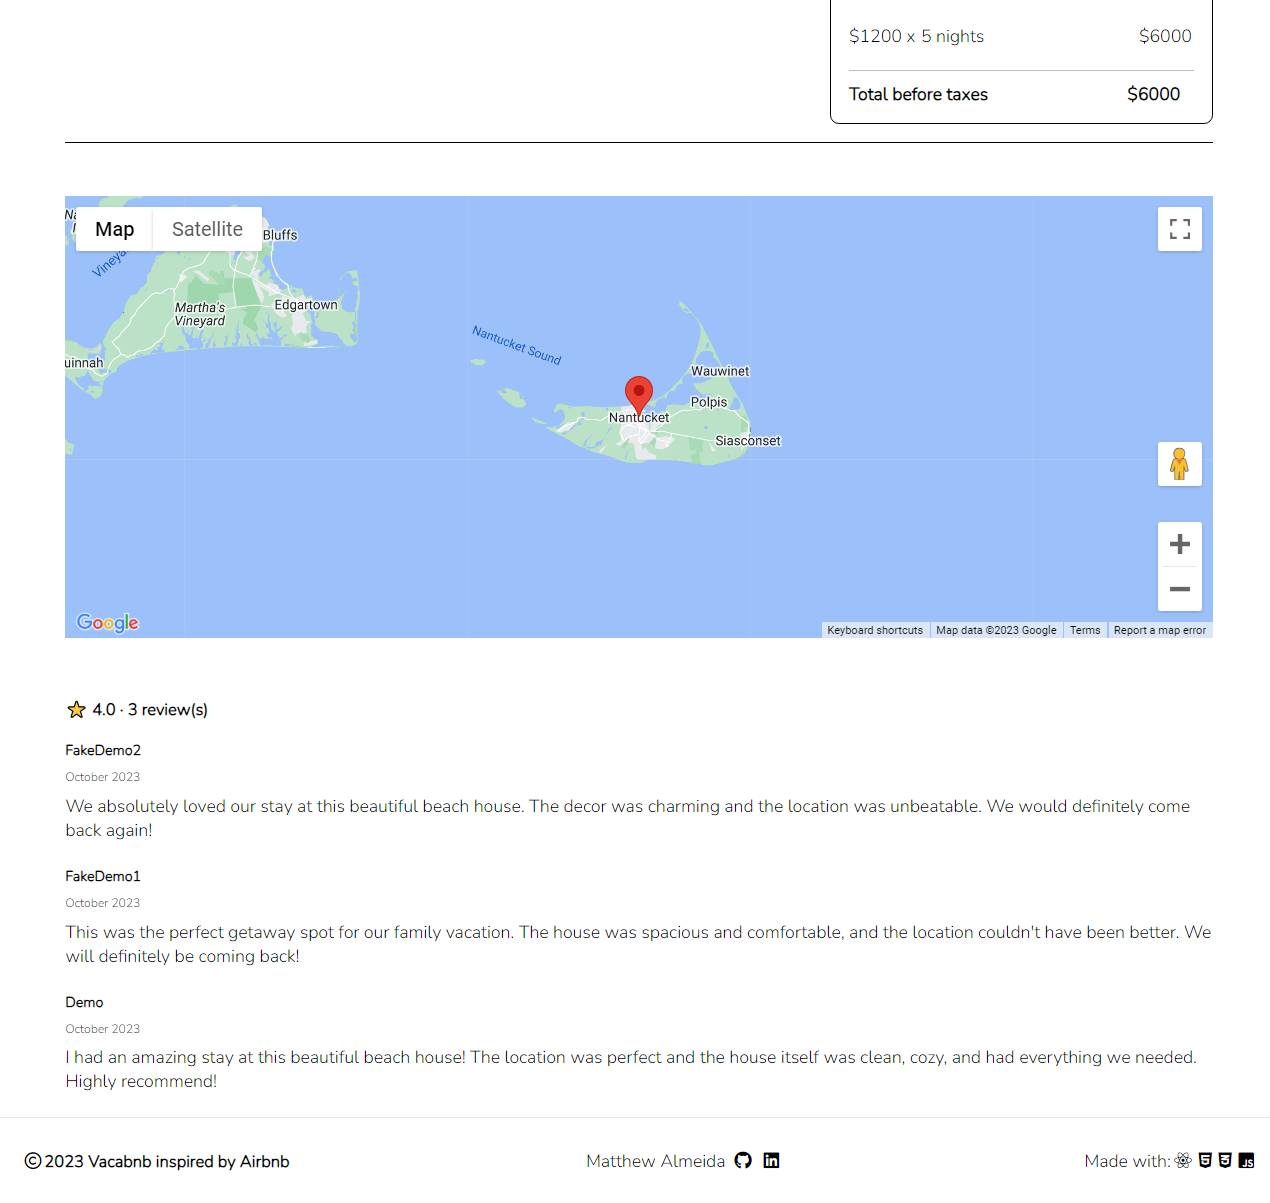 $1200 x 5 nights $6000
Total before taxes $6000
Map Satellite
Bluffs
Martha's
Vineyard
Edgartown
uinnah
Nantucket Sound
Wauwinet
Polpis
Nantucket
Siasconset
Google
Keyboard shortcuts Map data ©2023 Google Terms Report a map error
4.0 · 3 review(s)
FakeDemo2
October 2023
We absolutely loved our stay at this beautiful beach house. The decor was charming and the location was unbeatable. We would definitely come
back again!
FakeDemo1
October 2023
This was the perfect getaway spot for our family vacation. The house was spacious and comfortable, and the location couldn't have been better. We
will definitely be coming back!
Demo
October 2023
I had an amazing stay at this beautiful beach house! The location was perfect and the house itself was clean, cozy, and had everything we needed.
Highly recommend!
© 2023 Vacabnb inspired by Airbnb Matthew Almeida Made with: JS